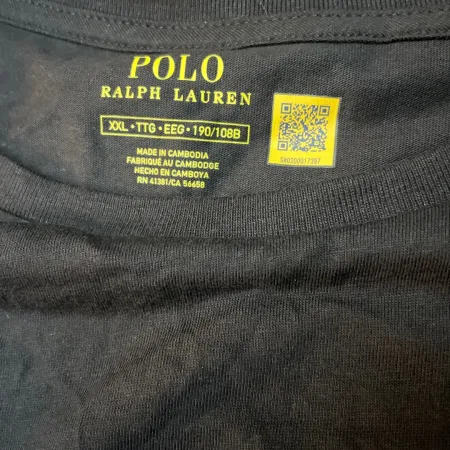 POLO
RALPH LAUREN
XXL • TTG • EEG • 190/108B
MADE IN CAMBODIA
FABRIQUÉ AU CAMBODGE
HECHO EN CAMBOYA
RN 41381/CA 56658